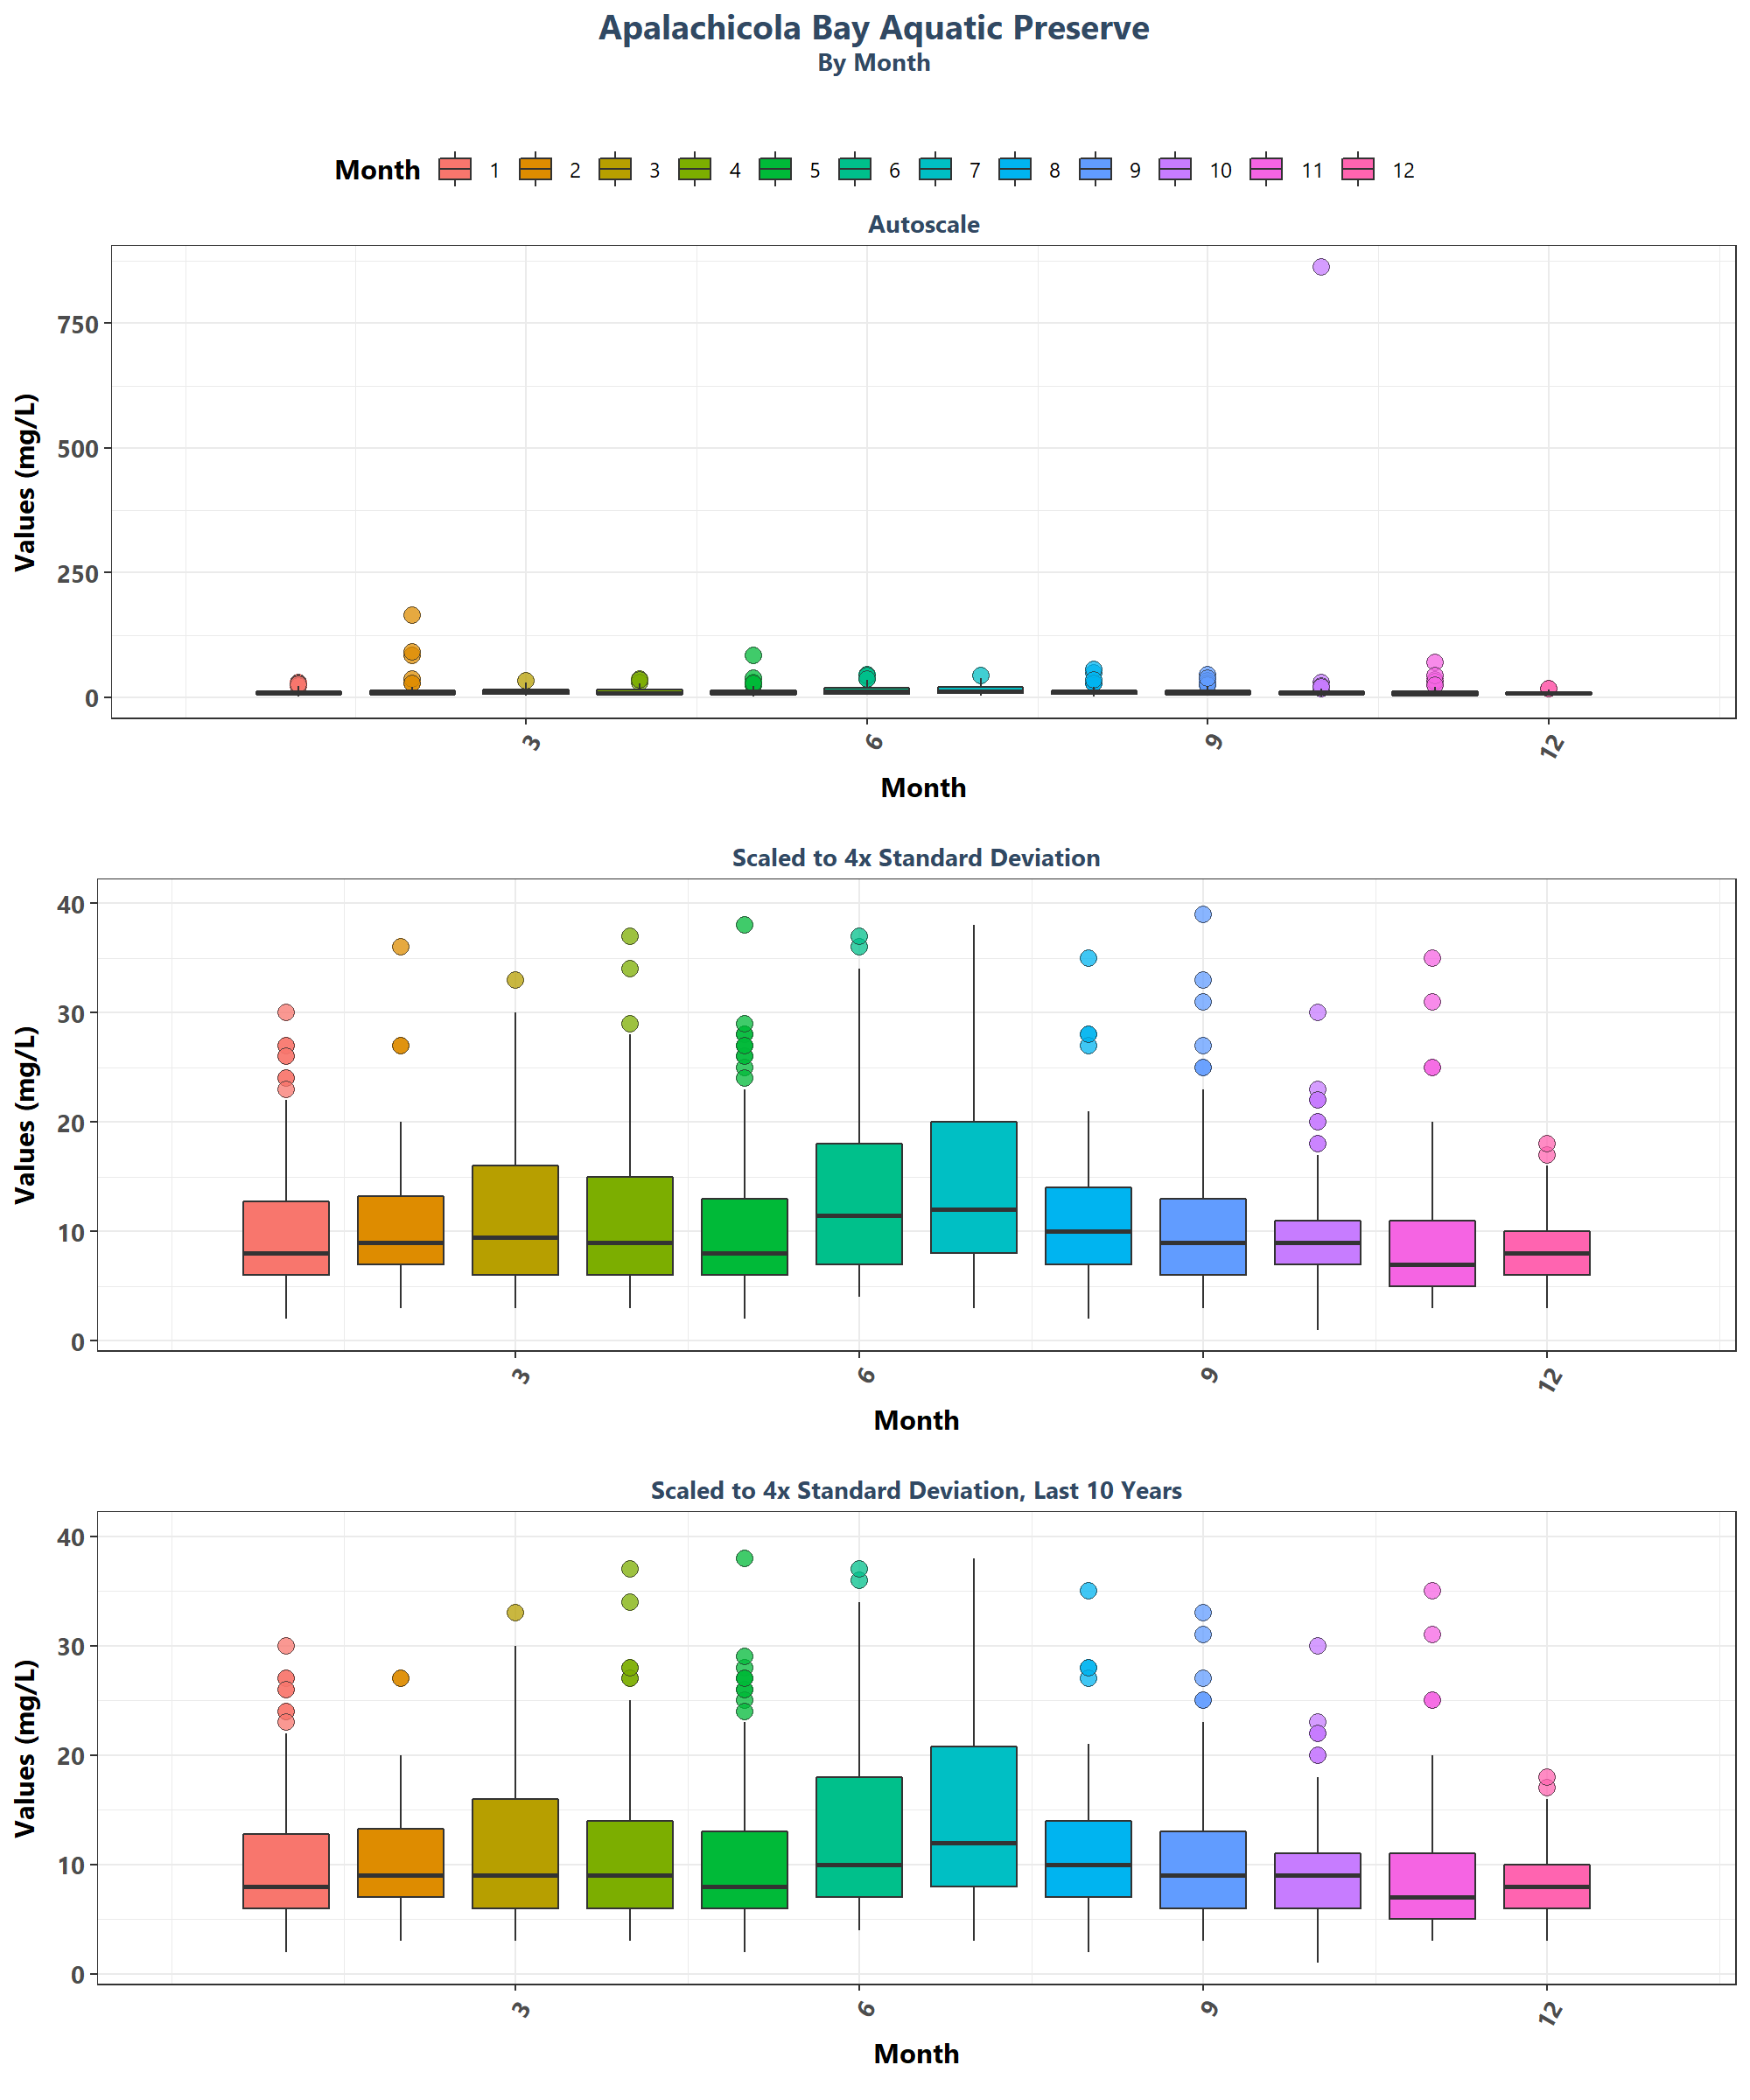 Apalachicola Bay Aquatic Preserve
By Month
Month 1 2 3 4 5 6 7 8 9 10 11 12
Autoscale
Values (mg/L)
750
500
250
0
3 6 9 12
Month
Scaled to 4x Standard Deviation
Values (mg/L)
40
30
20
10
0
3 6 9 12
Month
Scaled to 4x Standard Deviation, Last 10 Years
Values (mg/L)
40
30
20
10
0
3 6 9 12
Month